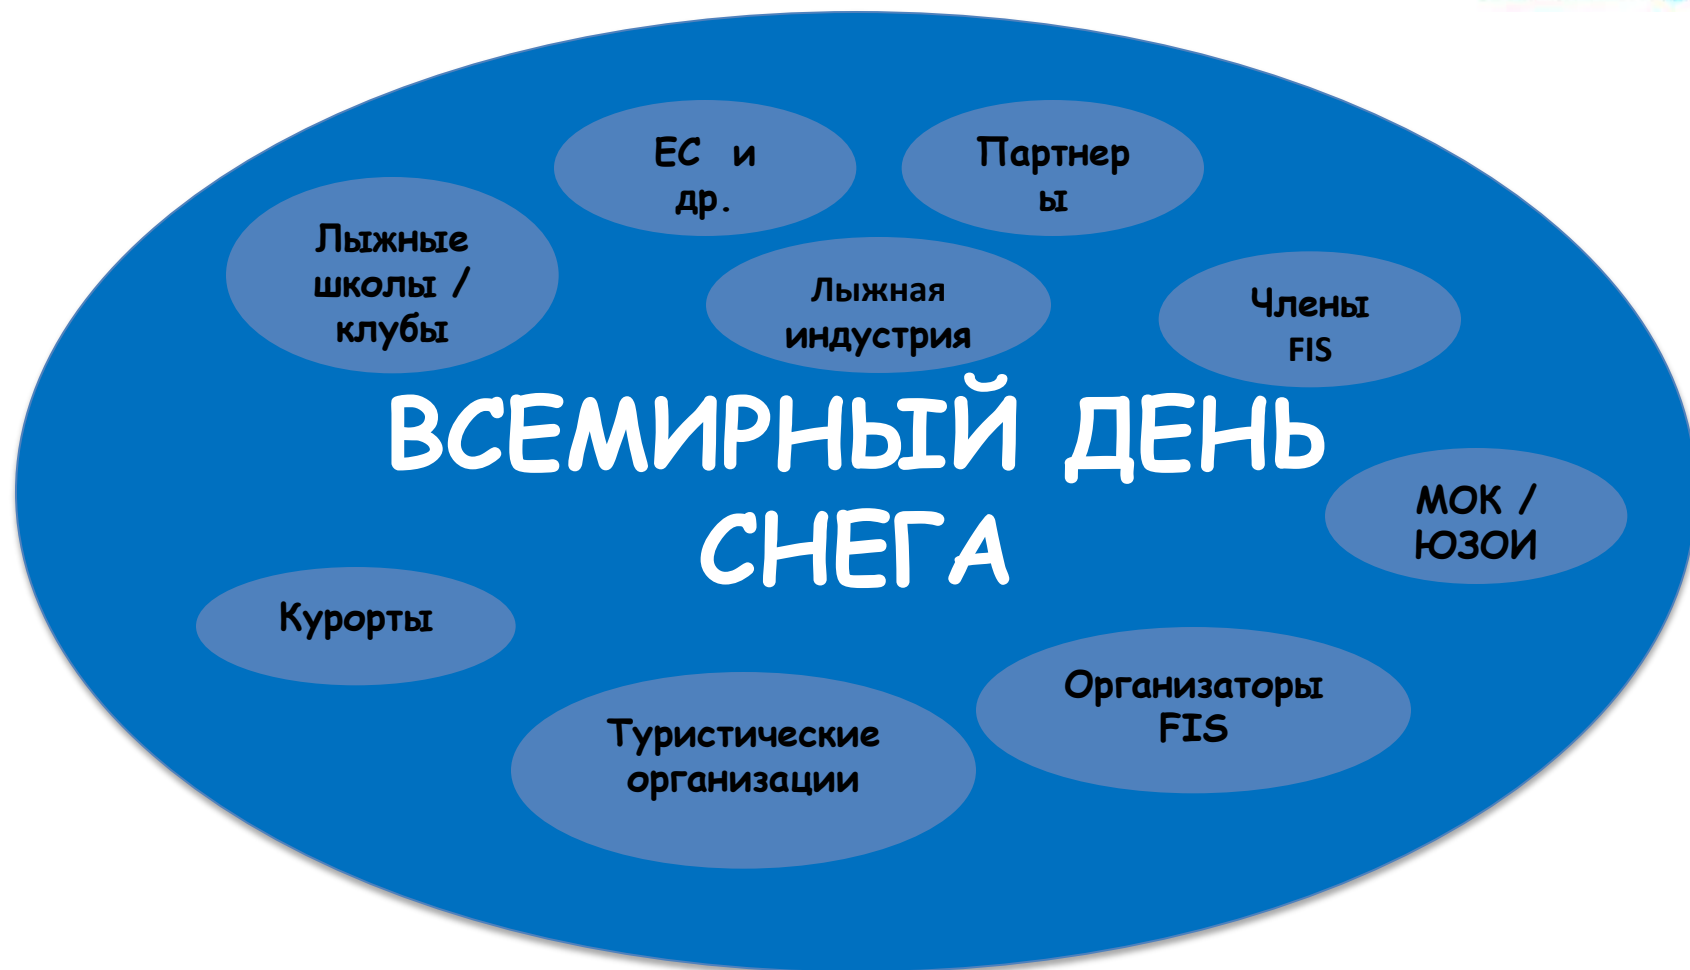 ЕС и
др.
Партнер
ы
Лыжные
школы /
клубы
Лыжная
индустрия
Члены
FIS
ВСЕМИРНЫЙ ДЕНЬ
СНЕГА
МОК /
ЮЗОИ
Курорты
Организаторы
FIS
Туристические
организации